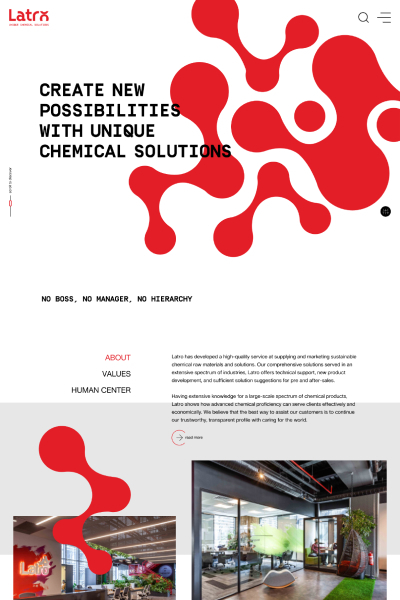 Latrx
CREATE NEW
POSSIBILITIES
WITH UNIQUE
CHEMICAL SOLUTIONS
scroll to discover
NO BOSS, NO MANAGER, NO HIERARCHY
ABOUT
VALUES
HUMAN CENTER
Latro has developed a high-quality service at supplying and marketing sustainable
chemical raw materials and solutions. Our comprehensive solutions served in an
extensive spectrum of industries, Latro offers technical support, new product
development, and sufficient solution suggestions for pre and after-sales.
Having extensive knowledge for a large-scale spectrum of chemical products,
Latro shows how advanced chemical proficiency can serve clients effectively and
economically. We believe that the best way to assist our customers is to continue
our trustworthy, transparent profile with caring for the world.
read more
Latrx